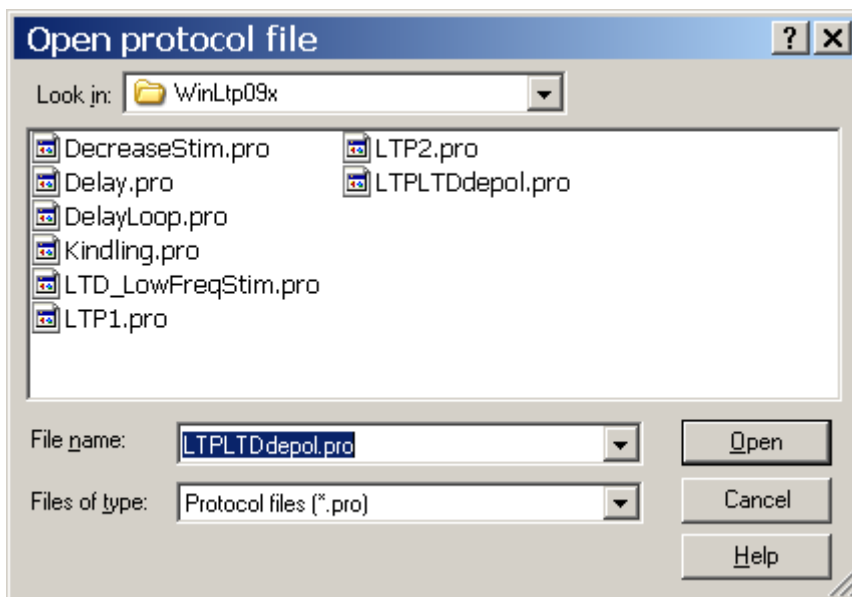 Open protocol file
Look in: WinLtp09x
DecreaseStim.pro
Delay.pro
DelayLoop.pro
Kindling.pro
LTD_LowFreqStim.pro
LTP1.pro
LTP2.pro
LTPLTDdepol.pro
File name: LTPLTDdepol.pro
Open
Files of type: Protocol files (*.pro)
Cancel
Help